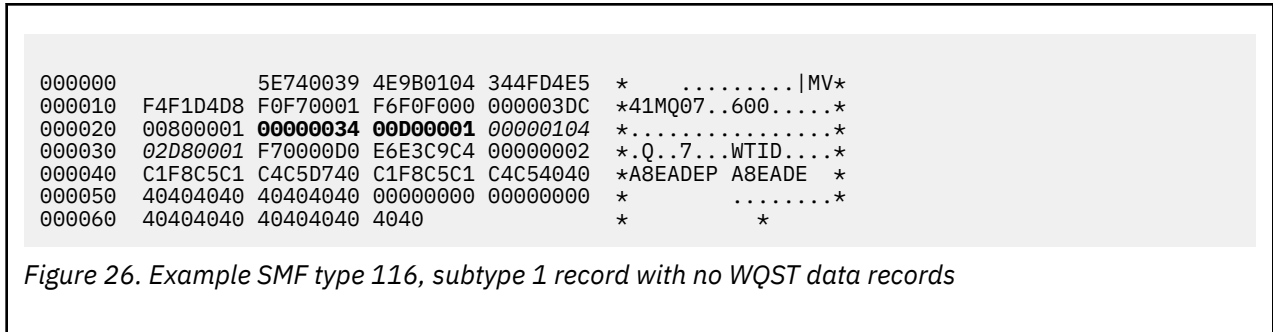 000000 5E740039 4E9B0104 344FD4E5 * .........|MV*
000010 F4F1D4D8 F0F70001 F6F0F000 000003DC *41MQ07..600.....*
000020 00800001 00000034 00D00001 00000104 *................*
000030 02D80001 F70000D0 E6E3C9C4 00000002 *.Q..7...WTID....*
000040 C1F8C5C1 C4C5D740 C1F8C5C1 C4C54040 *A8EADEP A8EADE *
000050 40404040 40404040 00000000 00000000 * ........*
000060 40404040 40404040 4040 * *
Figure 26. Example SMF type 116, subtype 1 record with no WQST data records